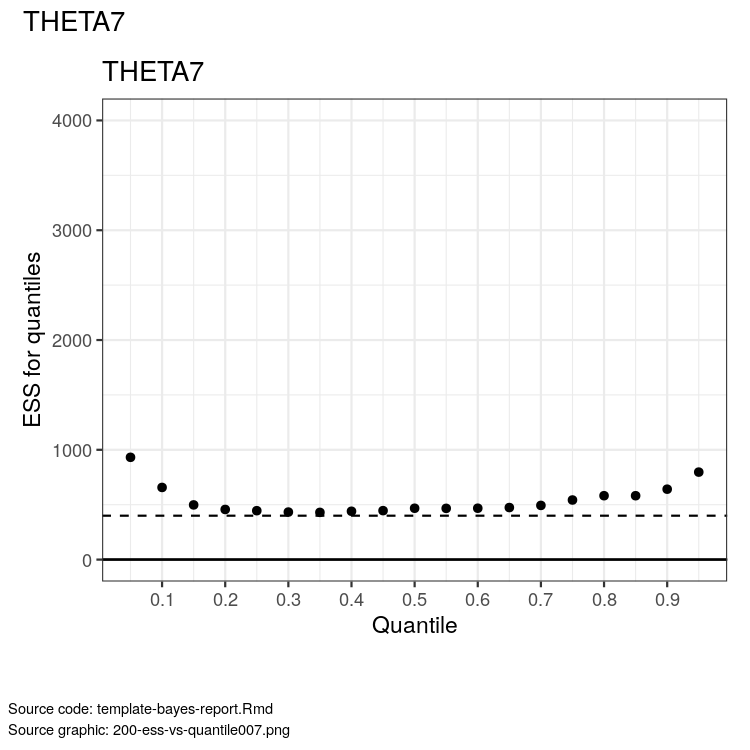 THETA7
THETA7
4000
3000
2000
1000
0
ESS for quantiles
0.1 0.2 0.3 0.4 0.5 0.6 0.7 0.8 0.9
Quantile
Source code: template-bayes-report.Rmd
Source graphic: 200-ess-vs-quantile007.png